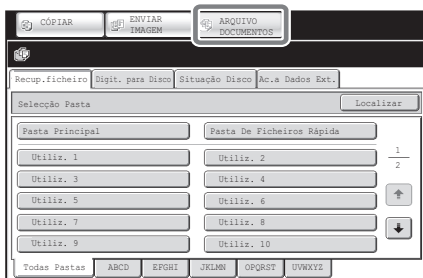 CÓPIAR
ENVIAR
IMAGEM
ARQUIVO
DOCUMENTOS
Recup.ficheiro
Digit. para Disco
Situação Disco
Ac.a Dados Ext.
Selecção Pasta
Localizar
Pasta Principal
Pasta De Ficheiros Rápida
1
2
Utiliz. 1
Utiliz. 2
Utiliz. 3
Utiliz. 4
Utiliz. 5
Utiliz. 6
Utiliz. 7
Utiliz. 8
Utiliz. 9
Utiliz. 10
Todas Pastas
ABCD
EFGHI
JKLMN
OPQRST
UVWXYZ